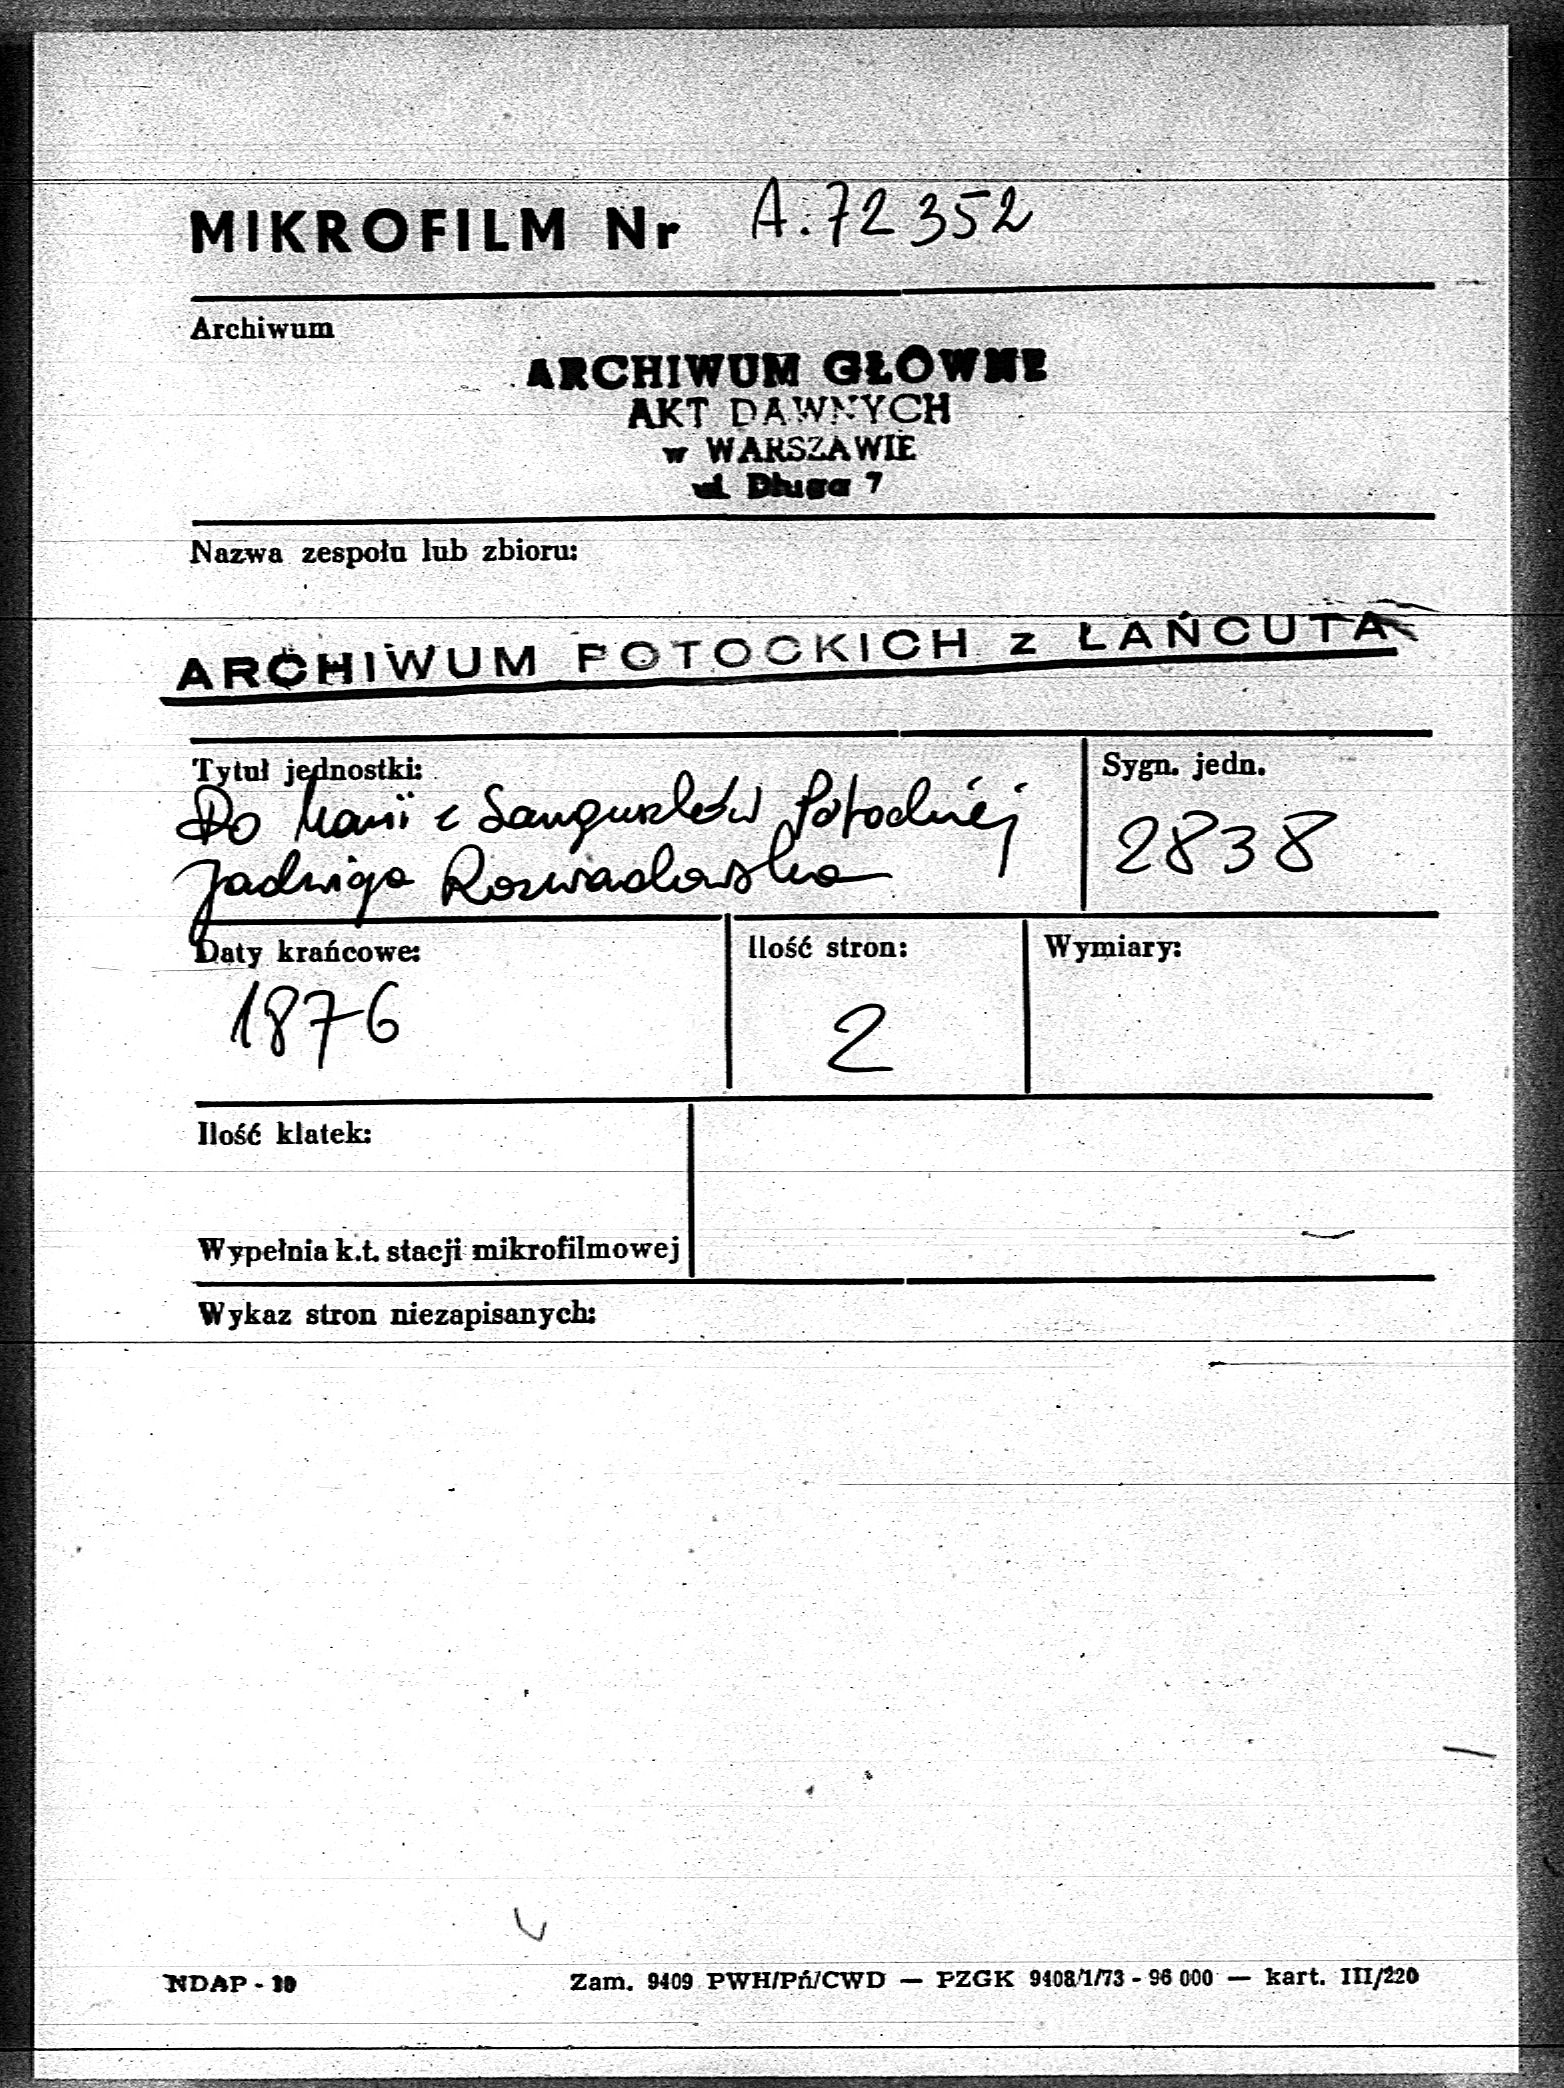 MIKROFILM Nr A. 72352
Archiwum
ARCHIWUM GŁÓWNE
AKT DAWNYCH
w WARSZAWIE
ul. Długa 7
Nazwa zespołu lub zbioru:
ARCHIWUM POTOCKICH z ŁAŃCUTA
Tytuł jednostki:
Do Marii z Sanguszków Potockiej
Jadwiga Rozwadowska
Sygn. jedn.
2838
Daty krańcowe:
1876
Ilość stron:
2
Wymiary:
Ilość klatek:
Wypełnia k.t. stacji mikrofilmowej
Wykaz stron niezapisanych:
NDAP - 10
Zam. 9409 PWH/Pń/CWD — PZGK 9408/1/73 - 96 000 — kart. III/220